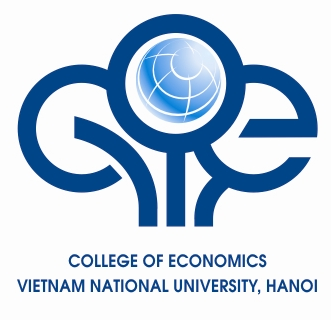 COLLEGE OF ECONOMICS
VIETNAM NATIONAL UNIVERSITY, HANOI